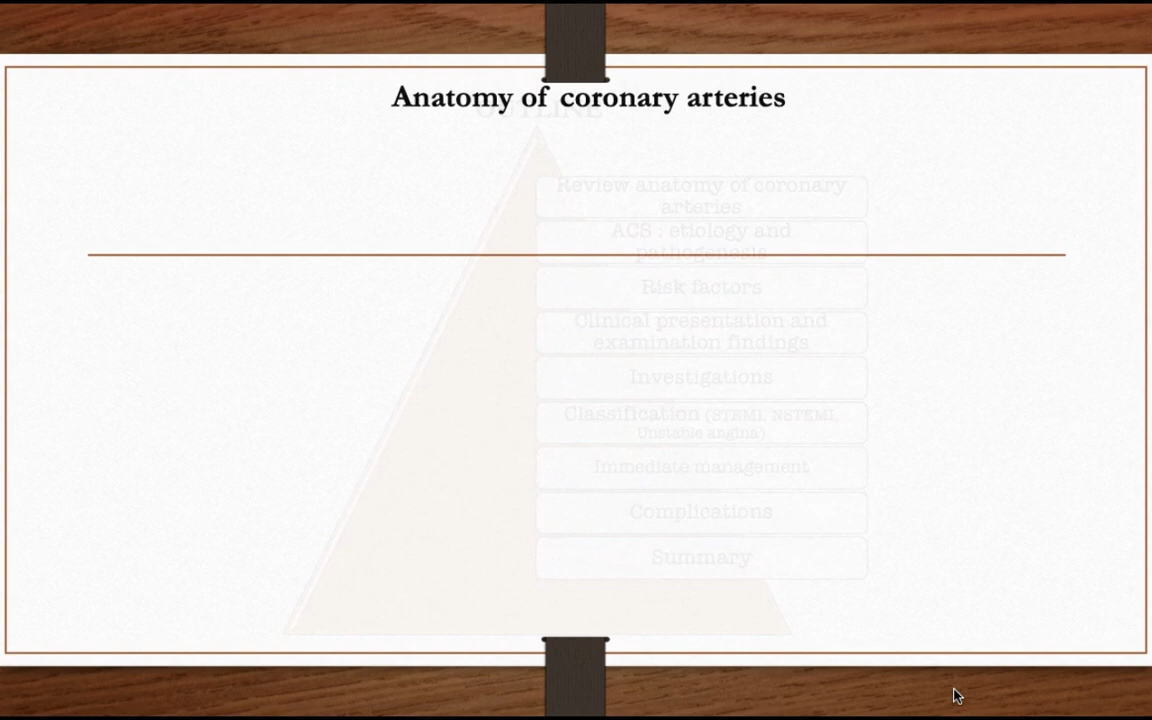 Anatomy of coronary arteries
OUTLINE
Review anatomy of coronary
arteries
ACS : etiology and
pathogenesis
Risk factors
Clinical presentation and
examination findings
Investigations
Classification (STEMI, NSTEMI,
Unstable angina)
Immediate management
Complications
Summary